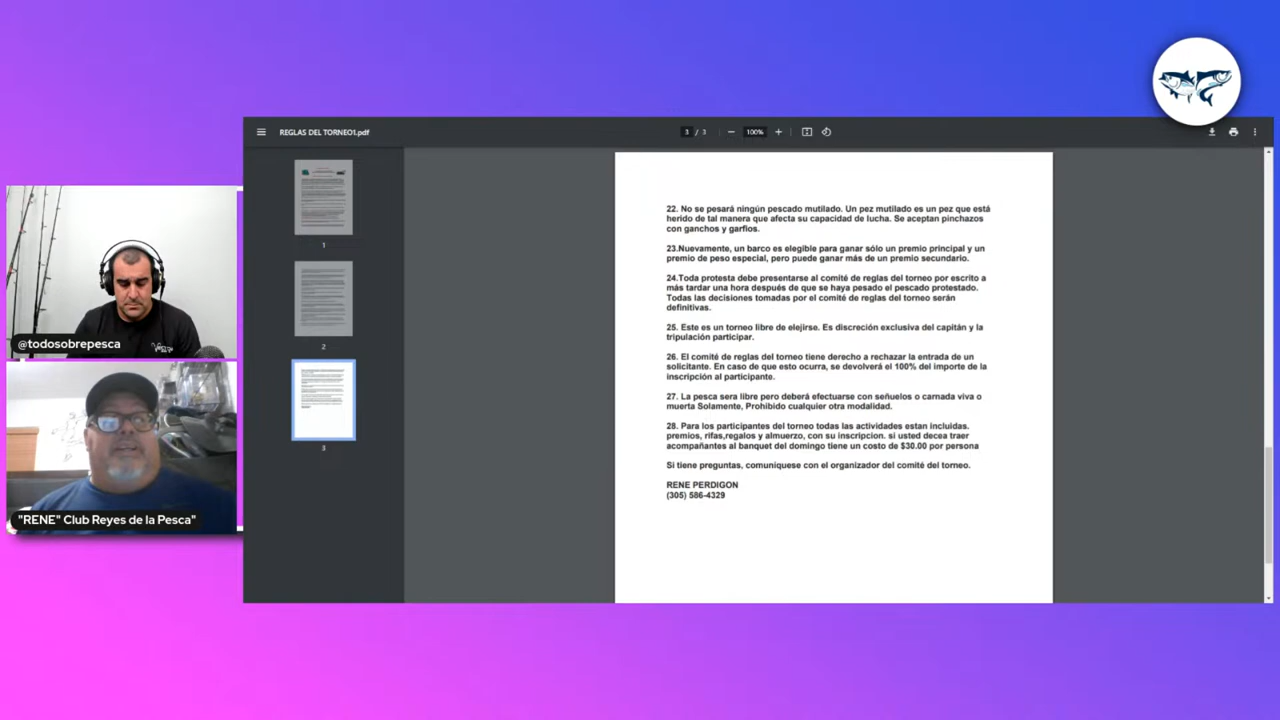 REGLAS DEL TORNEO1.pdf
3 / 3
100%
1
2
3
22. No se pesará ningún pescado mutilado. Un pez mutilado es un pez que está
herido de tal manera que afecta su capacidad de lucha. Se aceptan pinchazos
con ganchos y garfios.
23.Nuevamente, un barco es elegible para ganar sólo un premio principal y un
premio de peso especial, pero puede ganar más de un premio secundario.
24.Toda protesta debe presentarse al comité de reglas del torneo por escrito a
más tardar una hora después de que se haya pesado el pescado protestado.
Todas las decisiones tomadas por el comité de reglas del torneo serán
definitivas.
25. Este es un torneo libre de elejirse. Es discreción exclusiva del capitán y la
tripulación participar.
26. El comité de reglas del torneo tiene derecho a rechazar la entrada de un
solicitante. En caso de que esto ocurra, se devolverá el 100% del importe de la
inscripción al participante.
27. La pesca sera libre pero deberá efectuarse con señuelos o carnada viva o
muerta Solamente, Prohibido cualquier otra modalidad.
28. Para los participantes del torneo todas las actividades estan incluidas.
premios, rifas,regalos y almuerzo, con su inscripcion. si usted decea traer
acompañantes al banquet del domingo tiene un costo de $30.00 por persona
Si tiene preguntas, comuníquese con el organizador del comité del torneo.
RENE PERDIGON
(305) 586-4329
@todosobrepesca
"RENE" Club Reyes de la Pesca"